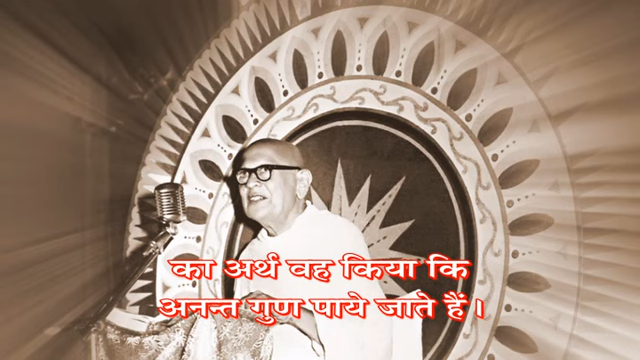 का अर्थ वह किया कि
अनन्त गुण पाये जाते हैं।